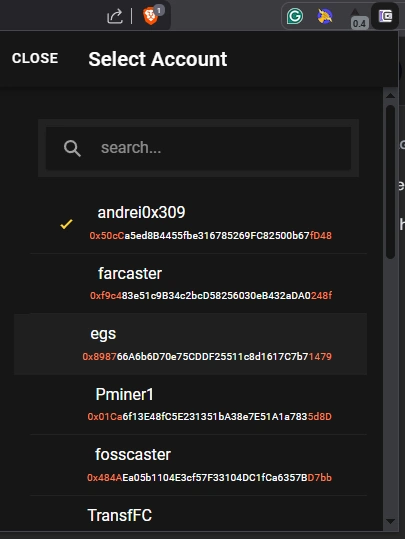 1
0.4
CLOSE Select Account
search...
andrei0x309
0x50cCa5ed8B4455fbe316785269FC82500b67fD48
farcaster
0xf9c483e51c9B34c2bcD58256030eB432aDA0248f
egs
0x898766A6b6D70e75CDDF25511c8d1617C7b71479
Pminer1
0x01Ca6f13E48fC5E231351bA38e7E51A1a7835d8D
fosscaster
0x484AEa05b1104E3cf57F33104DC1fCa6357BD7bb
TransfFC